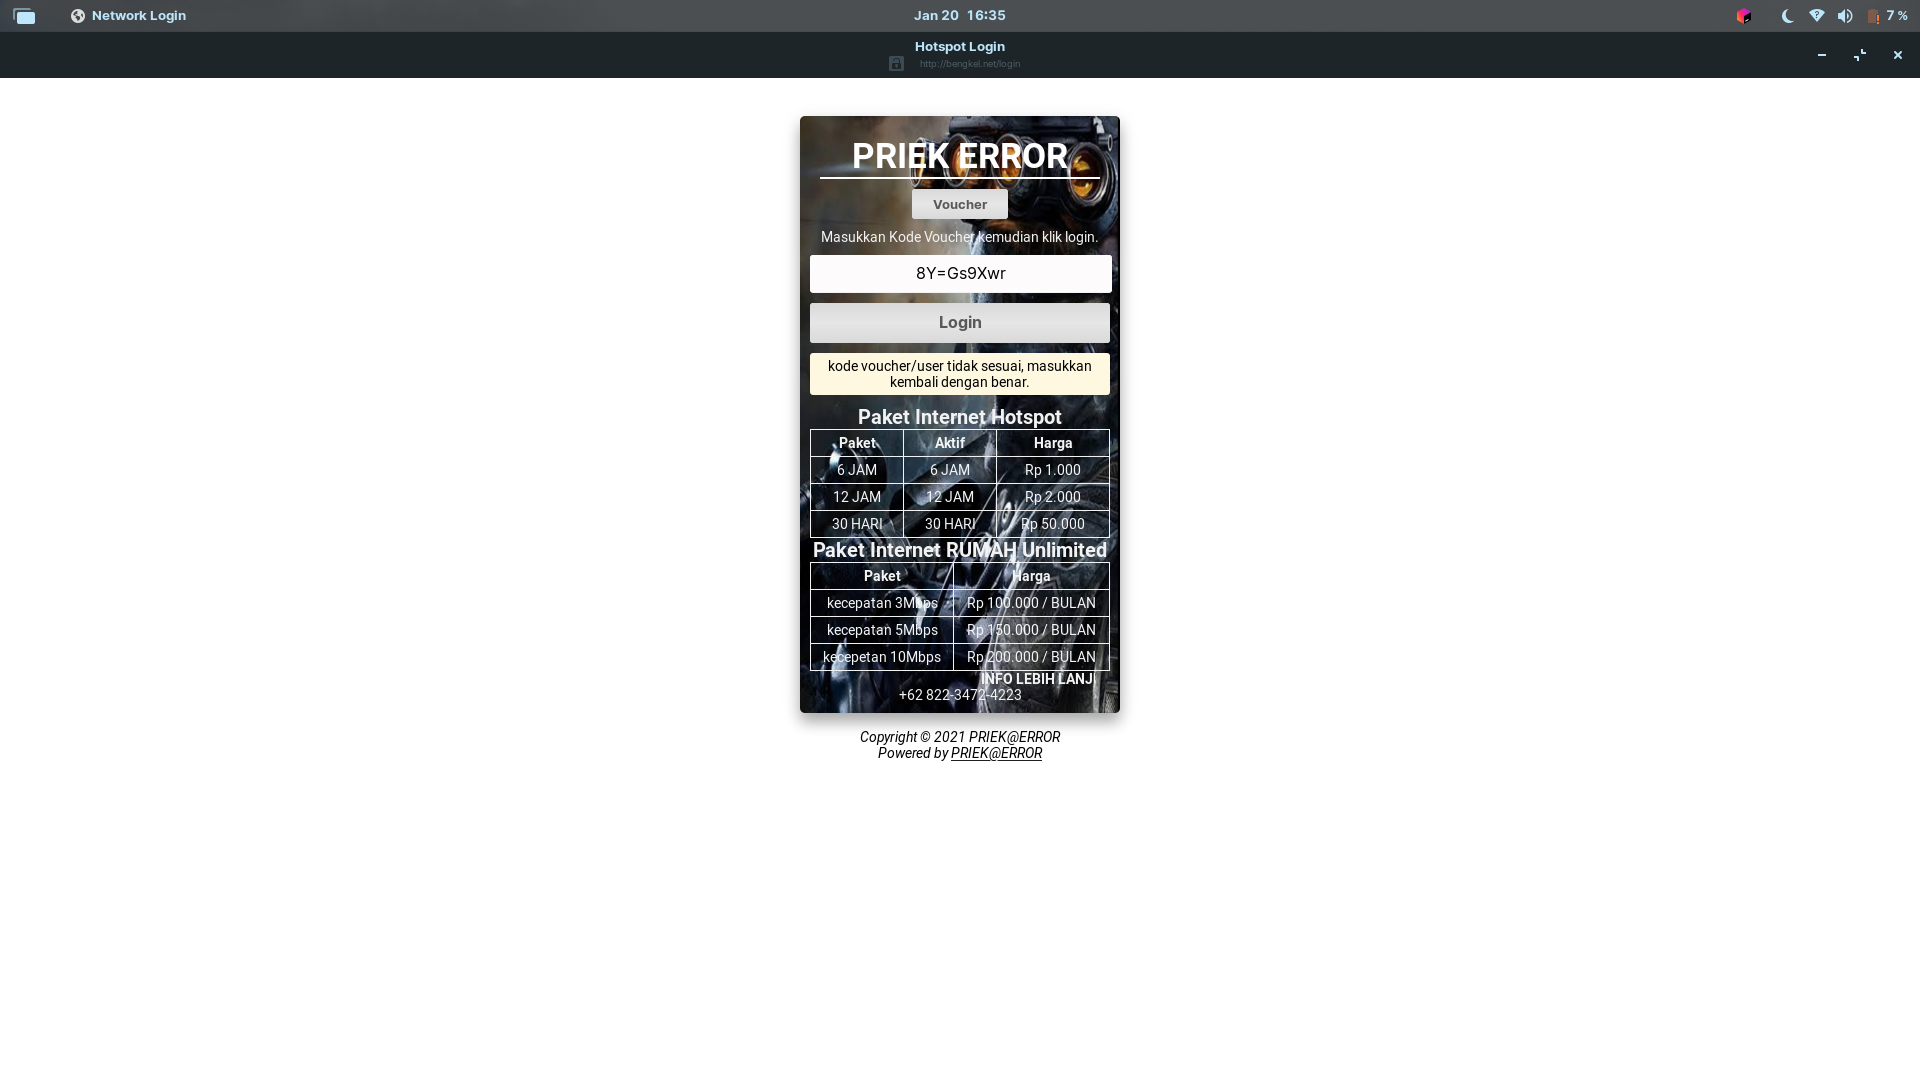 Network Login
Jan 20 16:35
7 %
Hotspot Login
http://bengkel.net/login
PRIEK ERROR
Voucher
Masukkan Kode Voucher kemudian klik login.
8Y=Gs9Xwr
Login
kode voucher/user tidak sesuai, masukkan
kembali dengan benar.
Paket Internet Hotspot
Paket Aktif Harga
6 JAM 6 JAM Rp 1.000
12 JAM 12 JAM Rp 2.000
30 HARI 30 HARI Rp 50.000
Paket Internet RUMAH Unlimited
Paket Harga
kecepatan 3Mbps Rp 100.000 / BULAN
kecepatan 5Mbps Rp 150.000 / BULAN
kecepetan 10Mbps Rp 200.000 / BULAN
INFO LEBIH
+62 822-3472-4223
Copyright © 2021 PRIEK@ERROR
Powered by PRIEK@ERROR